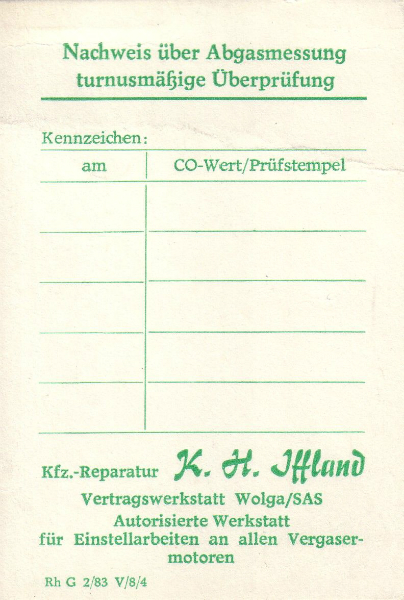 Nachweis über Abgasmessung
turnusmäßige Überprüfung
Kennzeichen:
am CO-Wert/Prüfstempel
Kfz.-Reparatur K. H. Iffland
Vertragswerkstatt Wolga/SAS
Autorisierte Werkstatt
für Einstellarbeiten an allen Vergaser-
motoren
Rh G 2/83 V/8/4